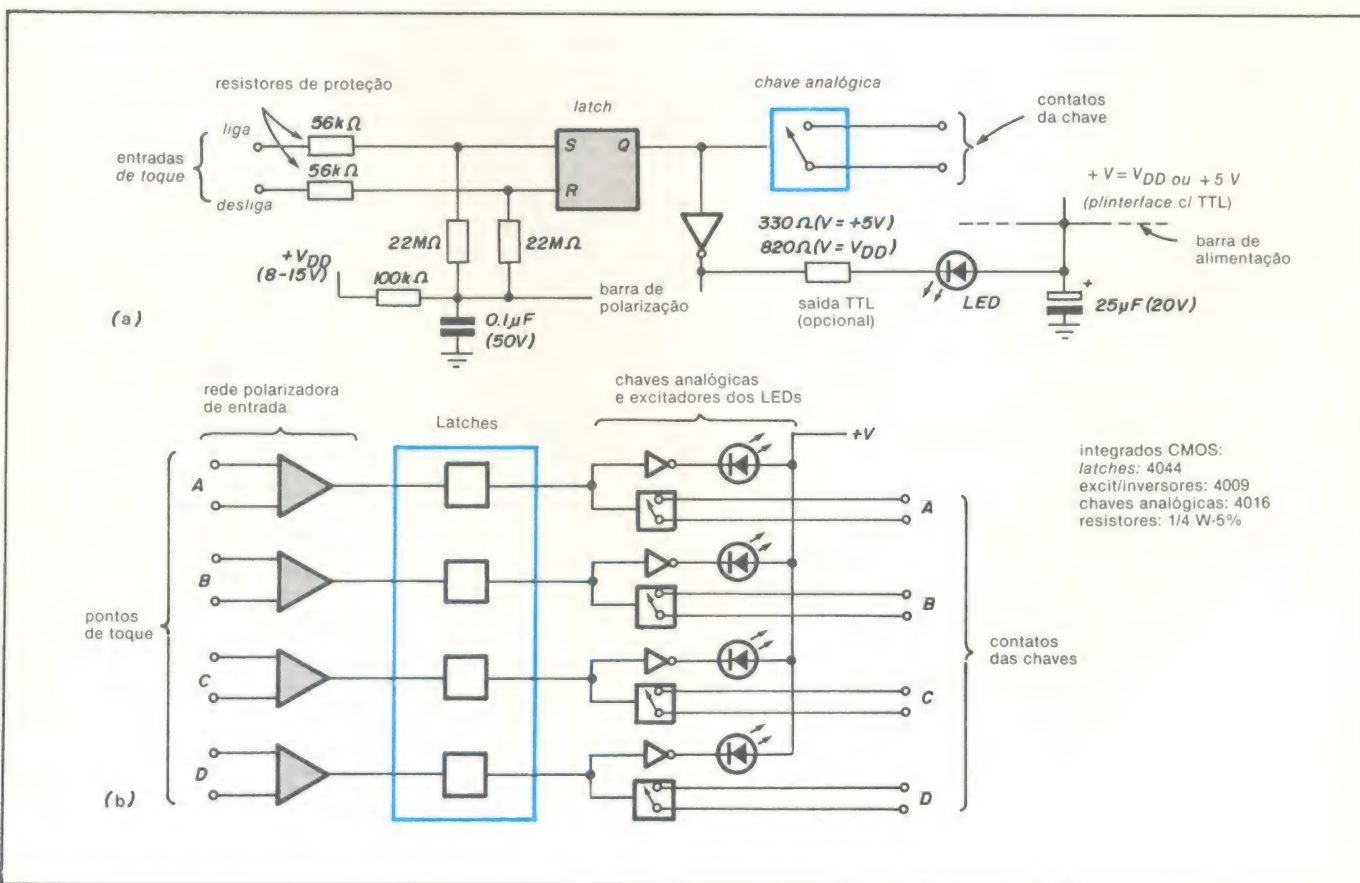 resistores de proteção
liga
56kΩ
entradas
de toque
56kΩ
desliga
latch
S
Q
R
chave analógica
contatos
da chave
+ V = VDD ou +5 V
(p/interface c/ TTL)
barra de
alimentação
330Ω(V = +5V)
820Ω(V = VDD)
22MΩ
22MΩ
+VDD
(8-15V)
100kΩ
barra de
polarização
saida TTL
(opcional)
LED
+
25µF(20V)
0.1µF
(50V)
(a)
rede polarizadora
de entrada
Latches
chaves analógicas
e excitadores dos LEDs
+V
integrados CMOS:
latches: 4044
excit/inversores: 4009
chaves analógicas: 4016
resistores: 1/4 W-5%
A
A
B
B
pontos
de toque
contatos
das chaves
C
C
D
D
(b)